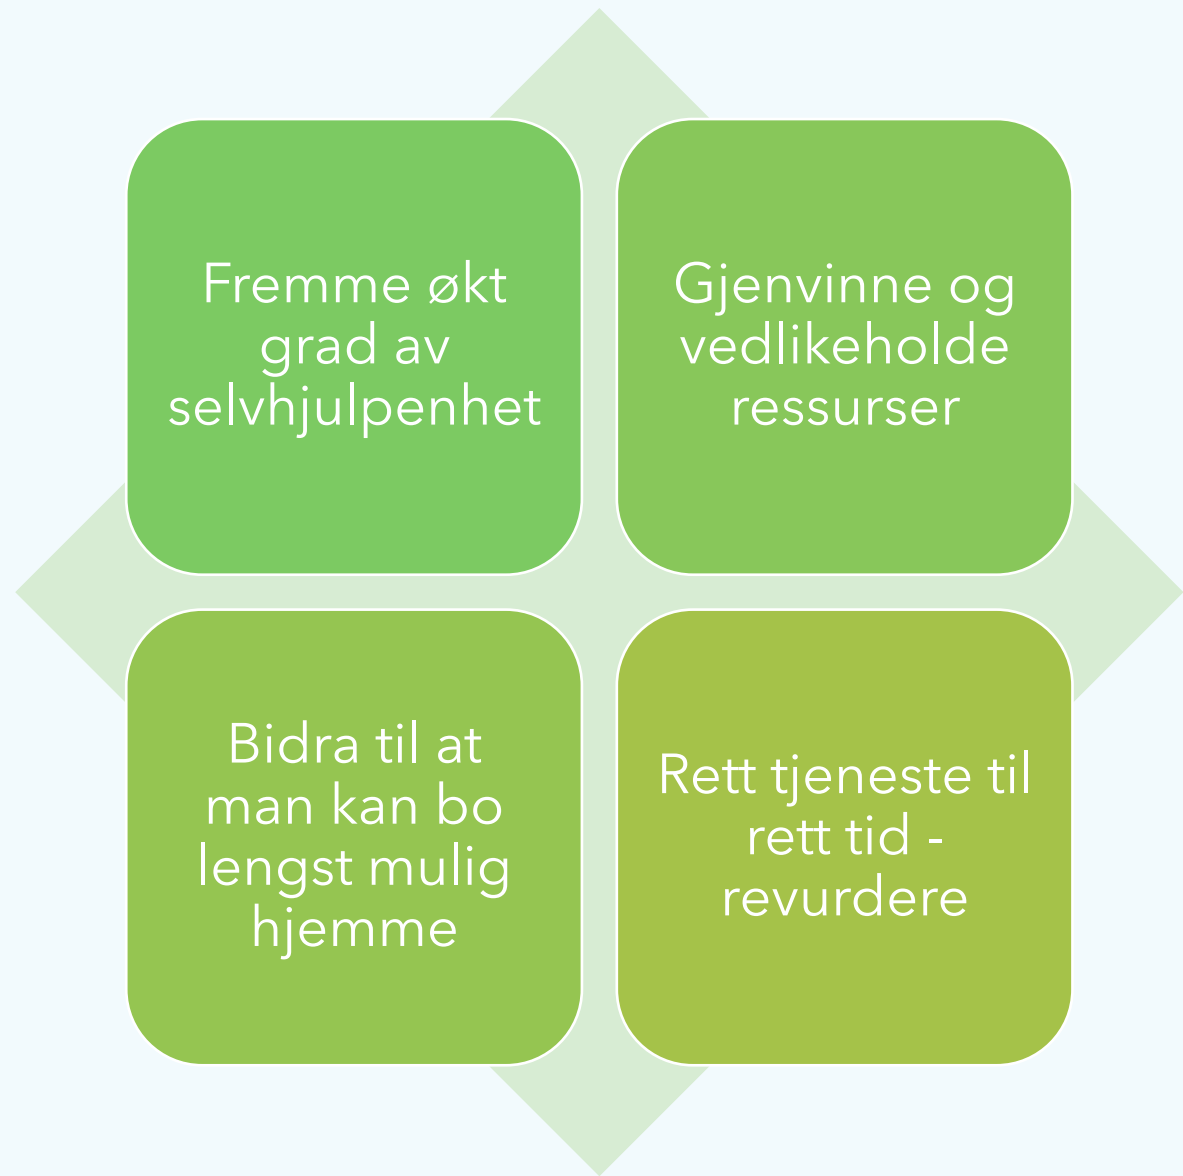 Fremme økt
grad av
selvhjulpenhet
Gjenvinne og
vedlikeholde
ressurser
Bidra til at
man kan bo
lengst mulig
hjemme
Rett tjeneste til
rett tid -
revurdere